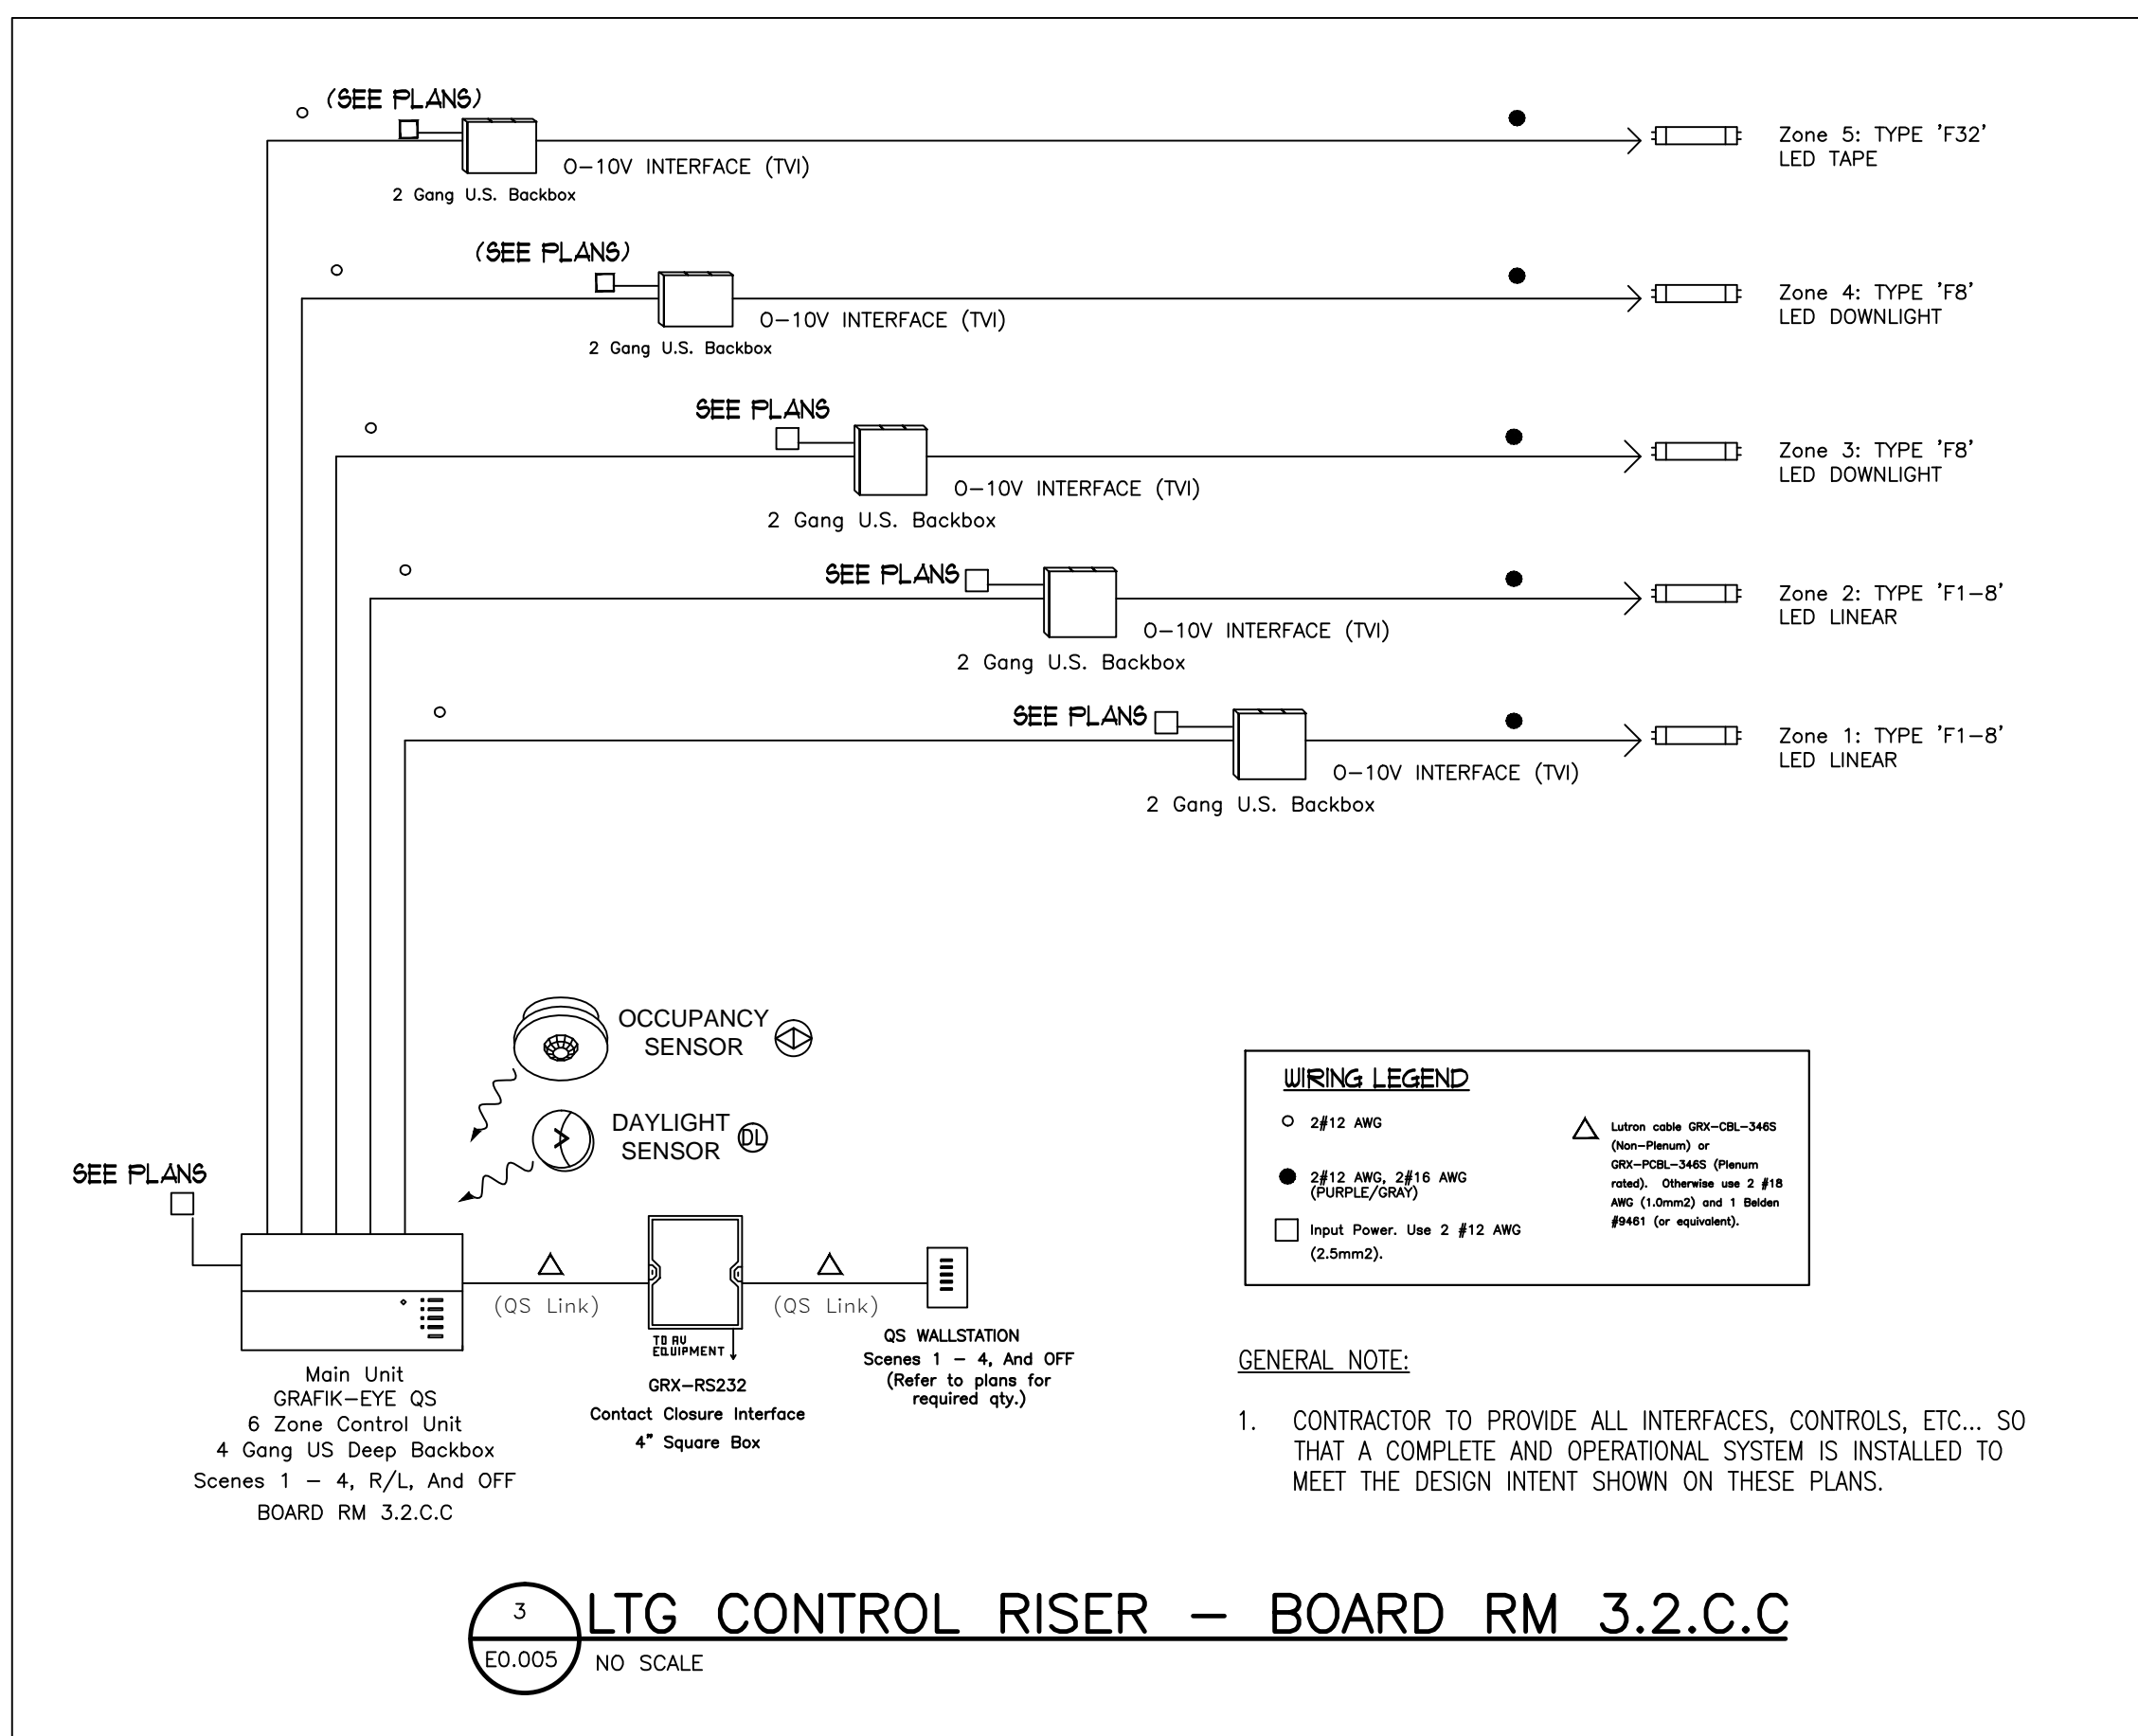 (SEE PLANS)
O-10V INTERFACE (TVI)
2 Gang U.S. Backbox
Zone 5: TYPE 'F32'
LED TAPE
(SEE PLANS)
O-10V INTERFACE (TVI)
2 Gang U.S. Backbox
Zone 4: TYPE 'F8'
LED DOWNLIGHT
SEE PLANS
O-10V INTERFACE (TVI)
2 Gang U.S. Backbox
Zone 3: TYPE 'F8'
LED DOWNLIGHT
SEE PLANS
O-10V INTERFACE (TVI)
2 Gang U.S. Backbox
Zone 2: TYPE 'F1-8'
LED LINEAR
SEE PLANS
O-10V INTERFACE (TVI)
2 Gang U.S. Backbox
Zone 1: TYPE 'F1-8'
LED LINEAR
OCCUPANCY
SENSOR
DAYLIGHT
SENSOR
DL
SEE PLANS
(QS Link)
(QS Link)
TO AV
EQUIPMENT
Main Unit
GRAFIK-EYE QS
6 Zone Control Unit
4 Gang US Deep Backbox
Scenes 1 - 4, R/L, And OFF
BOARD RM 3.2.C.C
GRX-RS232
Contact Closure Interface
4" Square Box
QS WALLSTATION
Scenes 1 - 4, And OFF
(Refer to plans for
required qty.)
WIRING LEGEND
2#12 AWG
2#12 AWG, 2#16 AWG
(PURPLE/GRAY)
Input Power. Use 2 #12 AWG
(2.5mm2).
Lutron cable GRX-CBL-346S
(Non-Plenum) or
GRX-PCBL-346S (Plenum
rated). Otherwise use 2 #18
AWG (1.0mm2) and 1 Belden
#9461 (or equivalent).
GENERAL NOTE:
1. CONTRACTOR TO PROVIDE ALL INTERFACES, CONTROLS, ETC... SO
THAT A COMPLETE AND OPERATIONAL SYSTEM IS INSTALLED TO
MEET THE DESIGN INTENT SHOWN ON THESE PLANS.
3
E0.005
LTG CONTROL RISER - BOARD RM 3.2.C.C
NO SCALE